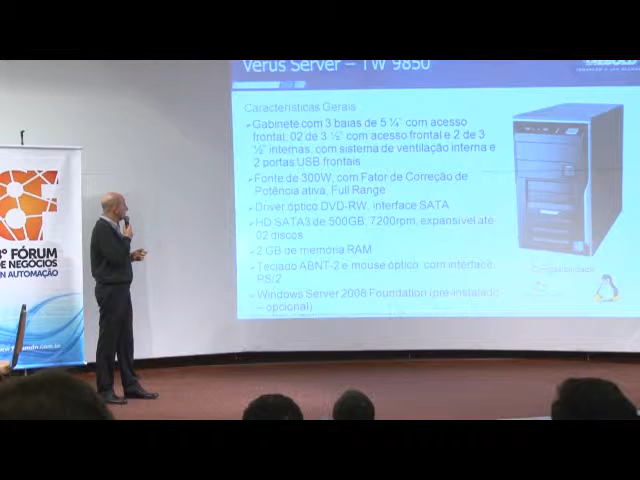 Verus Server – TW 9850
Características Gerais
Gabinete com 3 baias de 5 ¼" com acesso
frontal, 02 de 3 ½" com acesso frontal e 2 de 3
½" internas, com sistema de ventilação interna e
2 portas USB frontais
Fonte de 300W, com Fator de Correção de
Potência ativa, Full Range
Driver óptico DVD-RW, interface SATA
HD SATA3 de 500GB, 7200rpm, expansível até
02 discos
2 GB de memória RAM
Teclado ABNT-2 e mouse óptico, com interface
PS/2
Windows Server 2008 Foundation (pré-instalado
– opcional)
3º FÓRUM
DE NEGÓCIOS
EM AUTOMAÇÃO